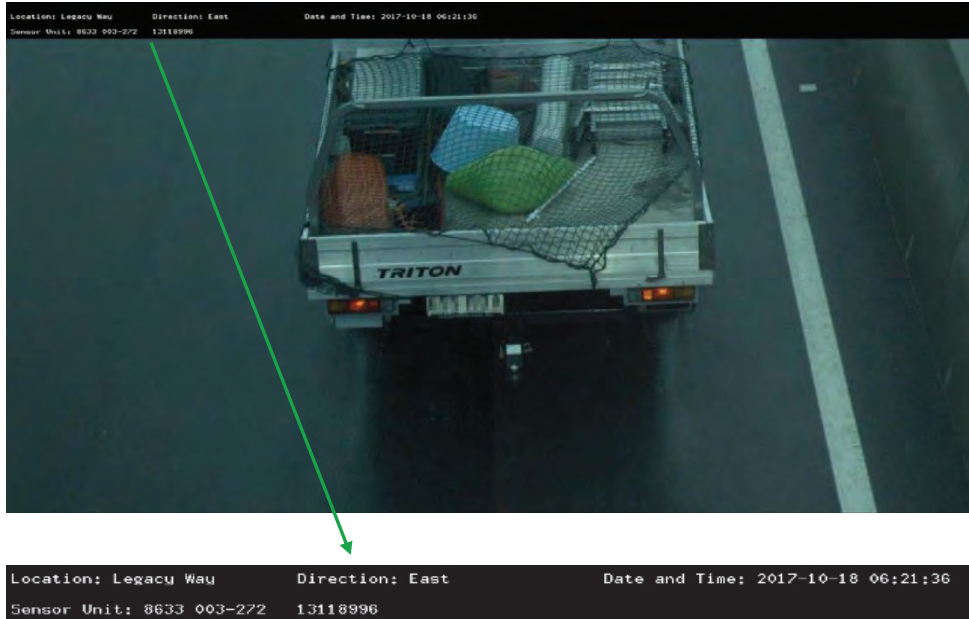 Location: Legacy Way Direction: East Date and Time: 2017-10-18 06:21:36
Sensor Unit: 8633 003-272 13118996
TRITON
Location: Legacy Way Direction: East Date and Time: 2017-10-18 06:21:36
Sensor Unit: 8633 003-272 13118996